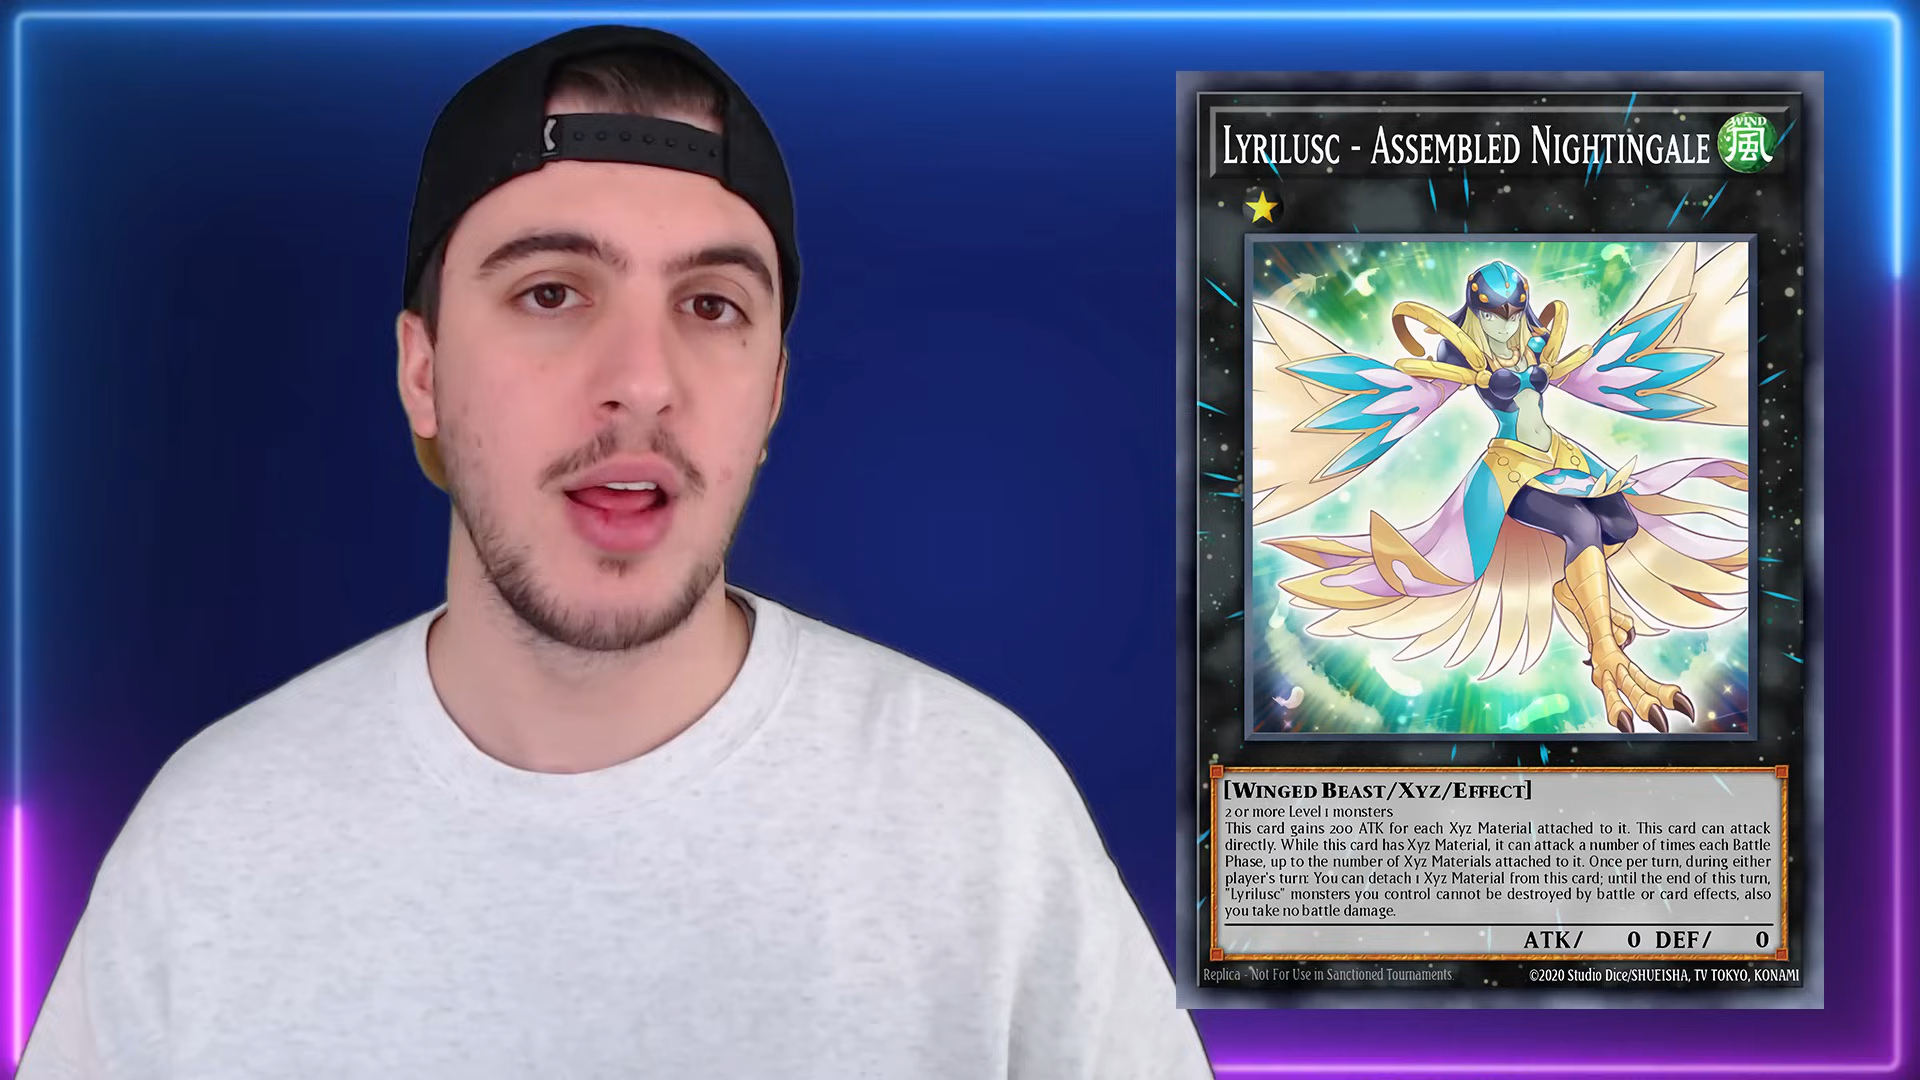 LYRILUSC - ASSEMBLED NIGHTINGALE
WIND
風
[WINGED BEAST/XYZ/EFFECT]
2 or more Level 1 monsters
This card gains 200 ATK for each Xyz Material attached to it. This card can attack
directly. While this card has Xyz Material, it can attack a number of times each Battle
Phase, up to the number of Xyz Materials attached to it. Once per turn, during either
player's turn: You can detach 1 Xyz Material from this card; until the end of this turn,
"Lyrilusc" monsters you control cannot be destroyed by battle or card effects, also
you take no battle damage.
ATK/ 0 DEF/ 0
Replica - Not For Use in Sanctioned Tournaments.
©2020 Studio Dice/SHUEISHA, TV TOKYO, KONAMI